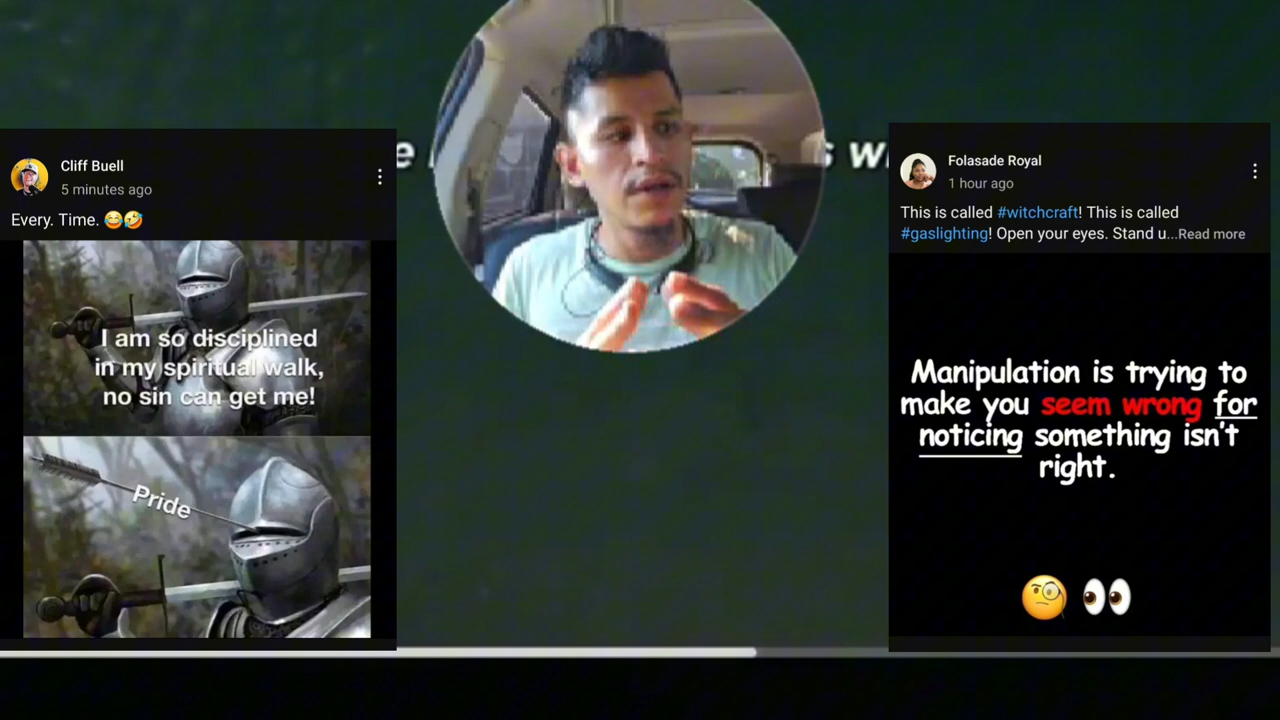 Cliff Buell
5 minutes ago
Every. Time. 😂🤣
I am so disciplined
in my spiritual walk,
no sin can get me!
Pride
Folasade Royal
1 hour ago
This is called #witchcraft! This is called
#gaslighting! Open your eyes. Stand u...Read more
Manipulation is trying to
make you seem wrong for
noticing something isn't
right.
🧐 👀